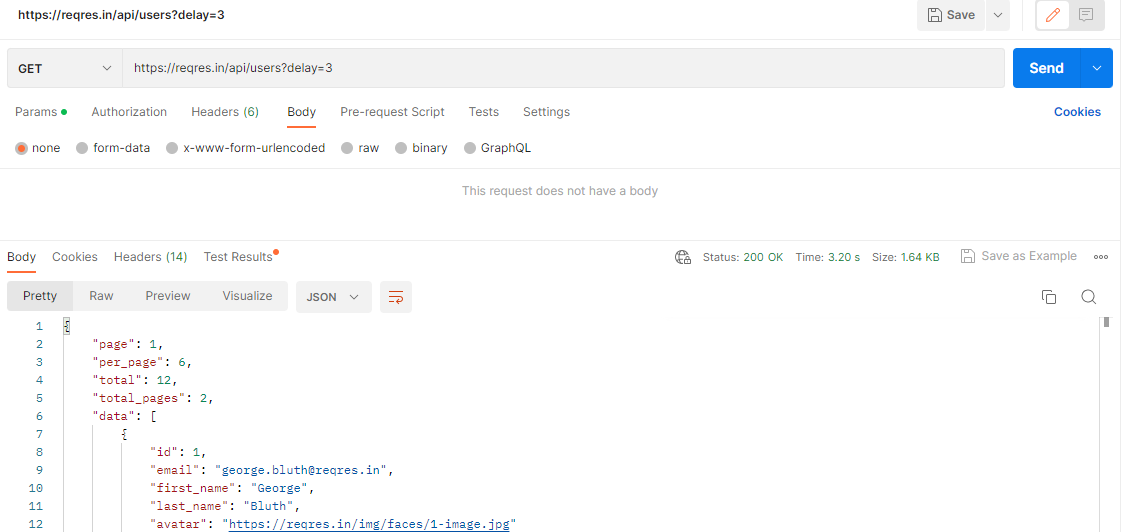 https://reqres.in/api/users?delay=3 Save
GET https://reqres.in/api/users?delay=3 Send
Params Authorization Headers (6) Body Pre-request Script Tests Settings Cookies
none form-data x-www-form-urlencoded raw binary GraphQL
This request does not have a body
Body Cookies Headers (14) Test Results Status: 200 OK Time: 3.20 s Size: 1.64 KB Save as Example
Pretty Raw Preview Visualize JSON
1 {
2 "page": 1,
3 "per_page": 6,
4 "total": 12,
5 "total_pages": 2,
6 "data": [
7 {
8 "id": 1,
9 "email": "george.bluth@reqres.in",
10 "first_name": "George",
11 "last_name": "Bluth",
12 "avatar": "https://reqres.in/img/faces/1-image.jpg"